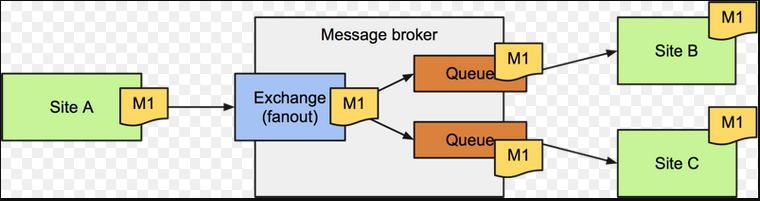 Message broker
Site A
M1
Exchange
(fanout)
M1
Queue
M1
Queue
M1
Site B
M1
Site C
M1